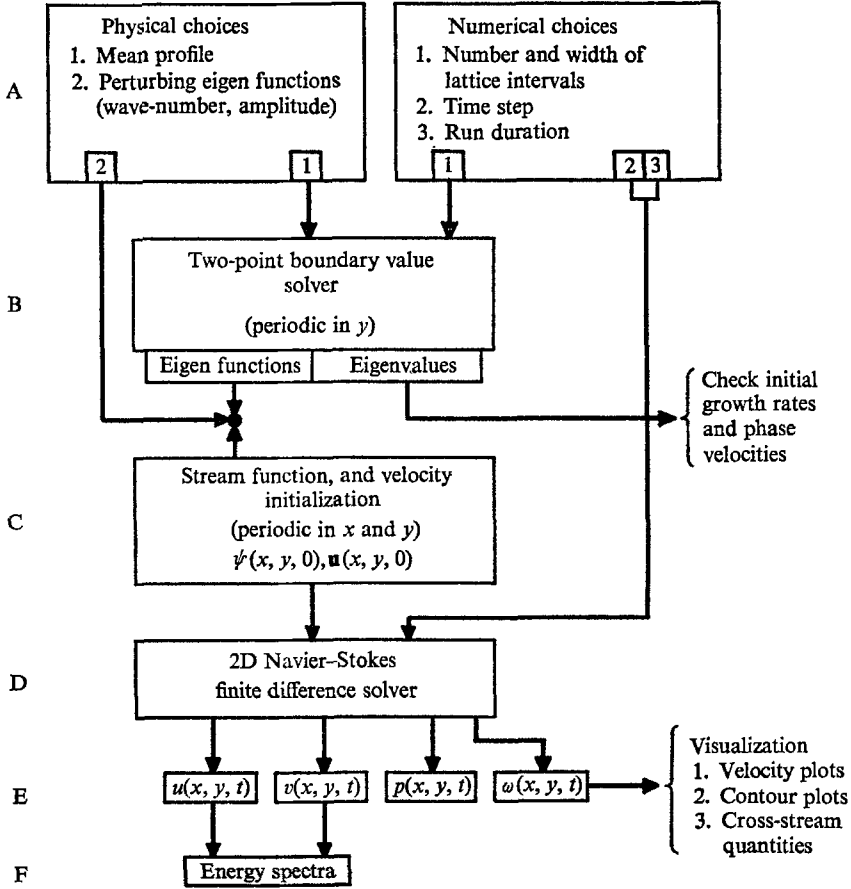 A
Physical choices
1. Mean profile
2. Perturbing eigen functions
(wave-number, amplitude)
2
1
Numerical choices
1. Number and width of
lattice intervals
2. Time step
3. Run duration
1
2
3
B
Two-point boundary value
solver
(periodic in y)
Eigen functions
Eigenvalues
Check initial
growth rates
and phase
velocities
C
Stream function, and velocity
initialization
(periodic in x and y)
ψ(x, y, 0), u(x, y, 0)
D
2D Navier–Stokes
finite difference solver
E
u(x, y, t)
v(x, y, t)
p(x, y, t)
ω(x, y, t)
Visualization
1. Velocity plots
2. Contour plots
3. Cross-stream
quantities
F
Energy spectra